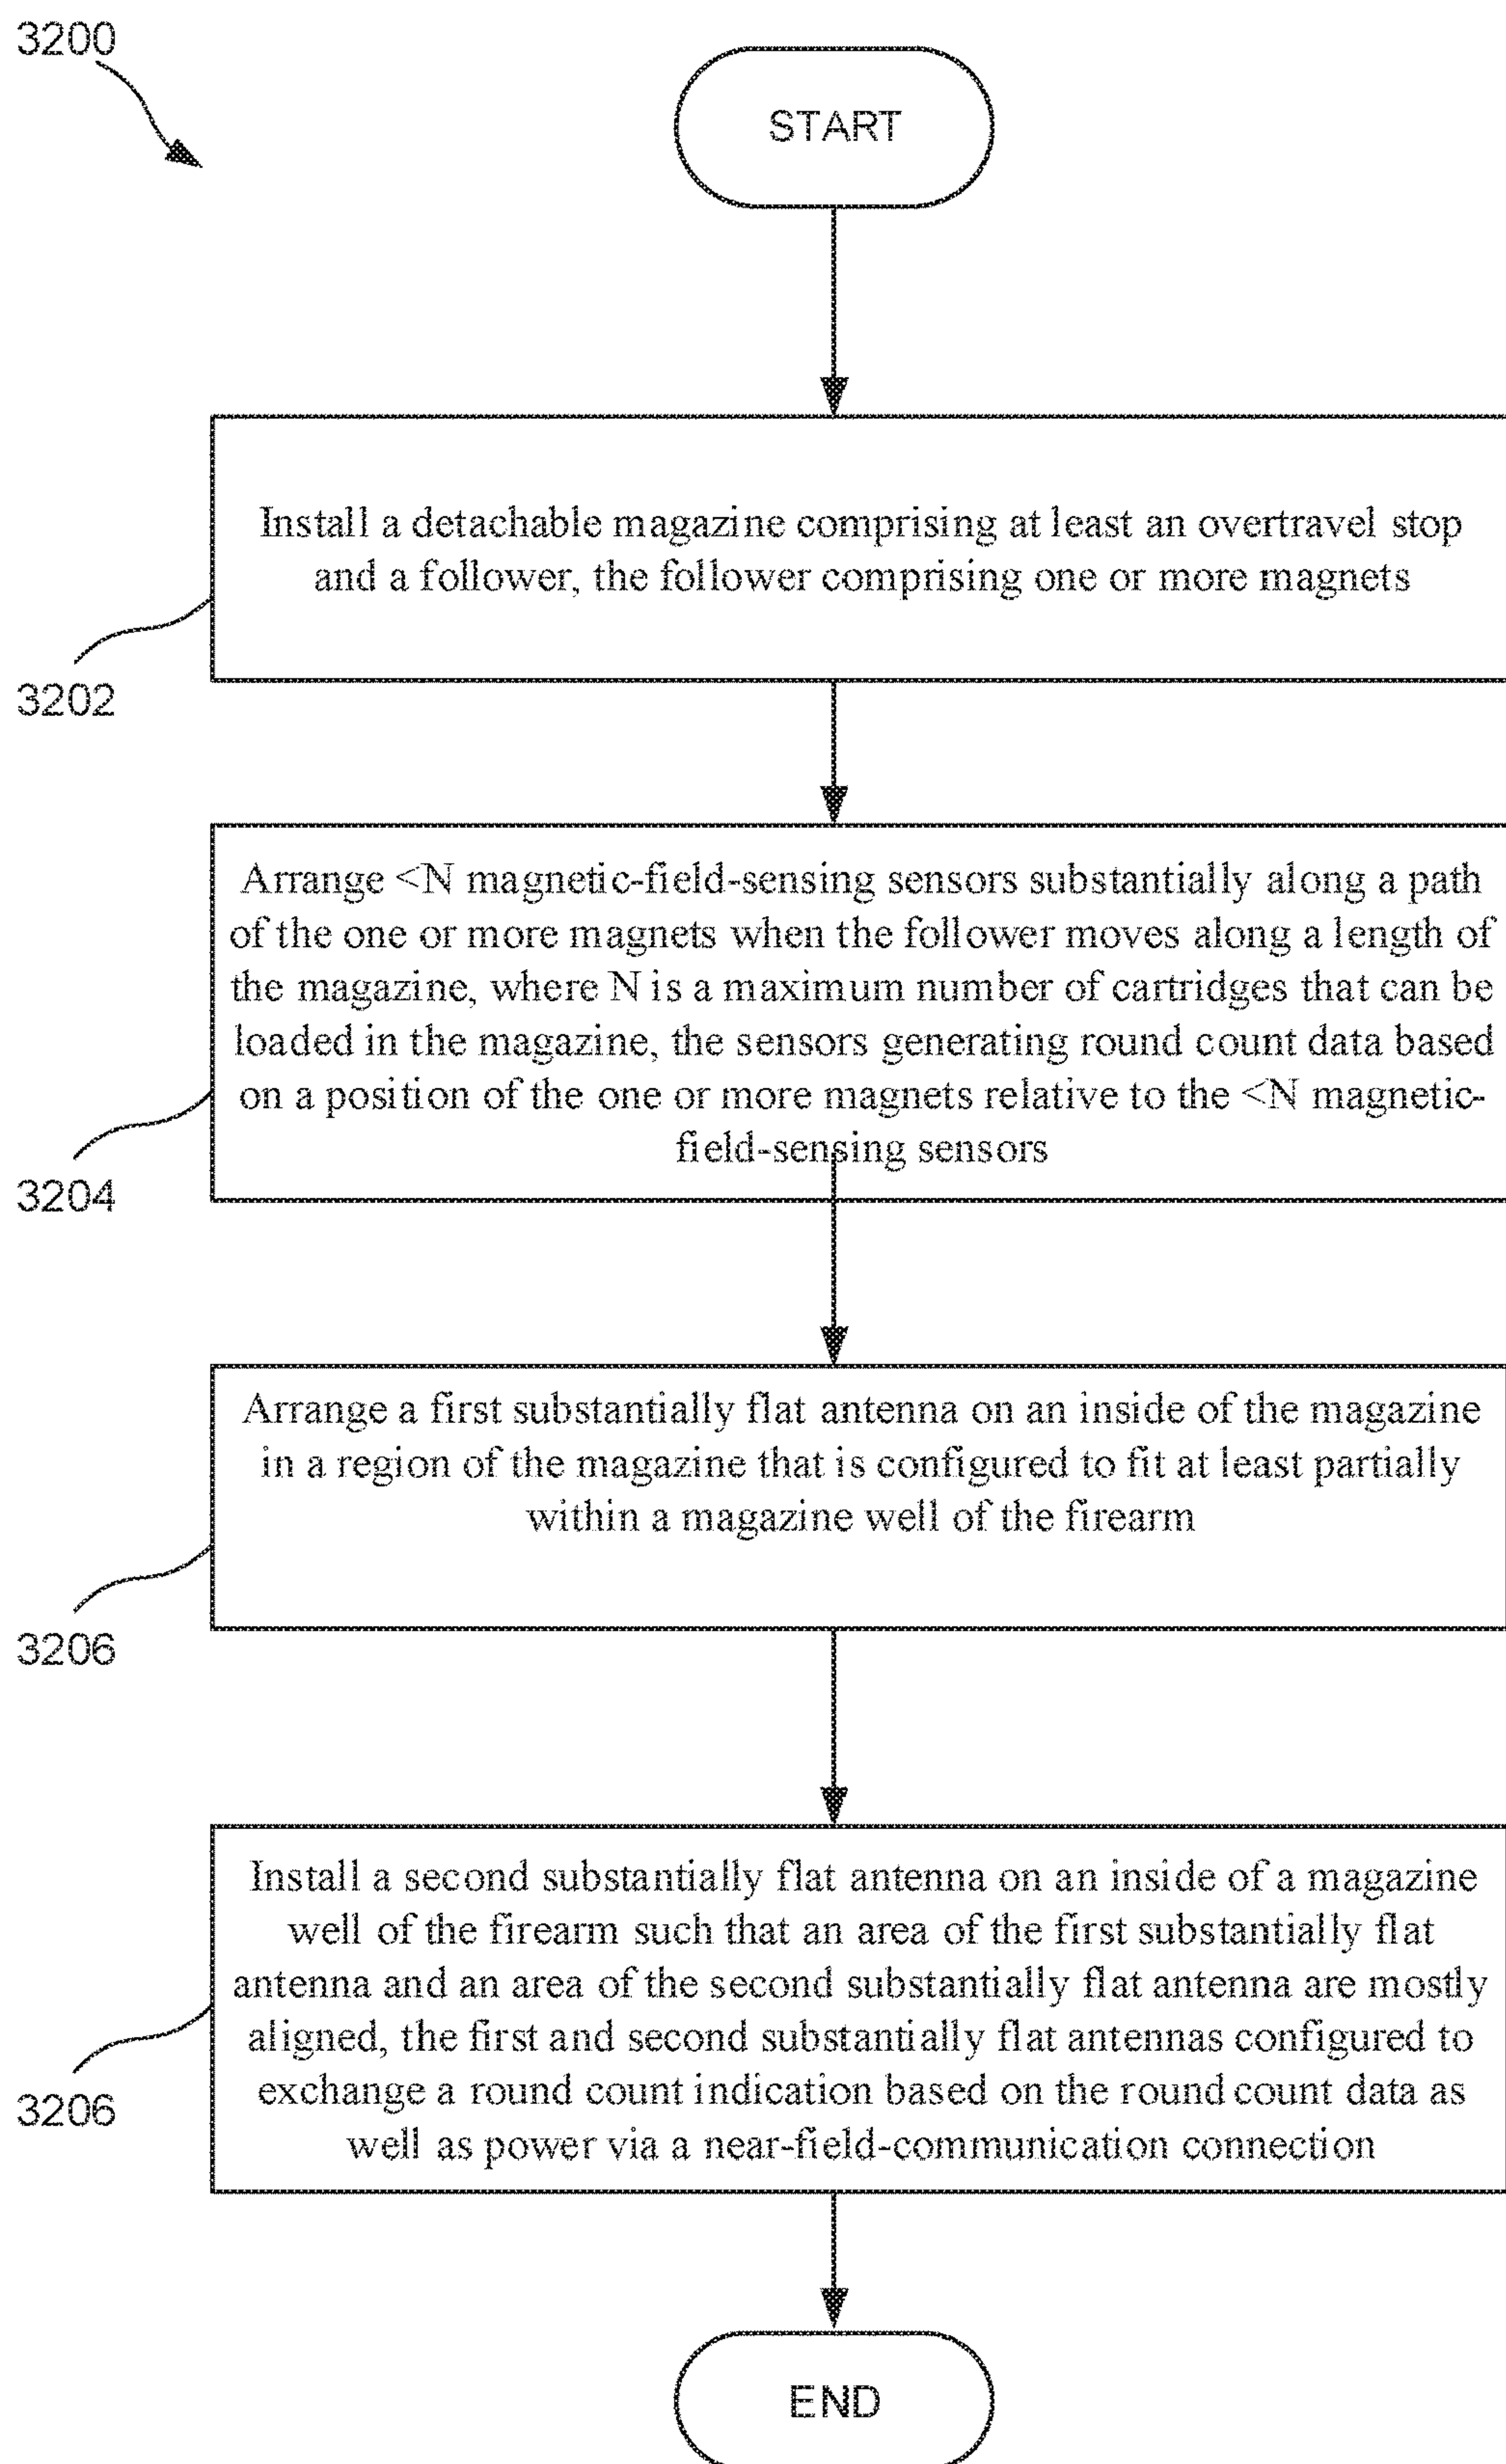 3200
START
Install a detachable magazine comprising at least an overtravel stop
and a follower, the follower comprising one or more magnets
3202
Arrange <N magnetic-field-sensing sensors substantially along a path
of the one or more magnets when the follower moves along a length of
the magazine, where N is a maximum number of cartridges that can be
loaded in the magazine, the sensors generating round count data based
on a position of the one or more magnets relative to the <N magnetic-
field-sensing sensors
3204
Arrange a first substantially flat antenna on an inside of the magazine
in a region of the magazine that is configured to fit at least partially
within a magazine well of the firearm
3206
Install a second substantially flat antenna on an inside of a magazine
well of the firearm such that an area of the first substantially flat
antenna and an area of the second substantially flat antenna are mostly
aligned, the first and second substantially flat antennas configured to
exchange a round count indication based on the round count data as
well as power via a near-field-communication connection
3206
END